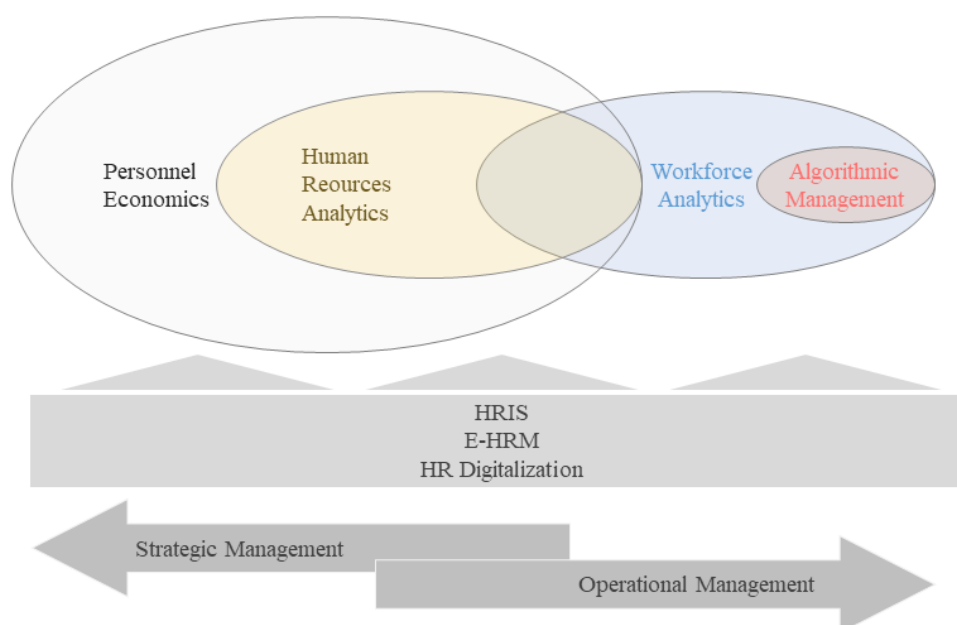 Personnel
Economics
Human
Reources
Analytics
Workforce
Analytics
Algorithmic
Management
HRIS
E-HRM
HR Digitalization
Strategic Management
Operational Management